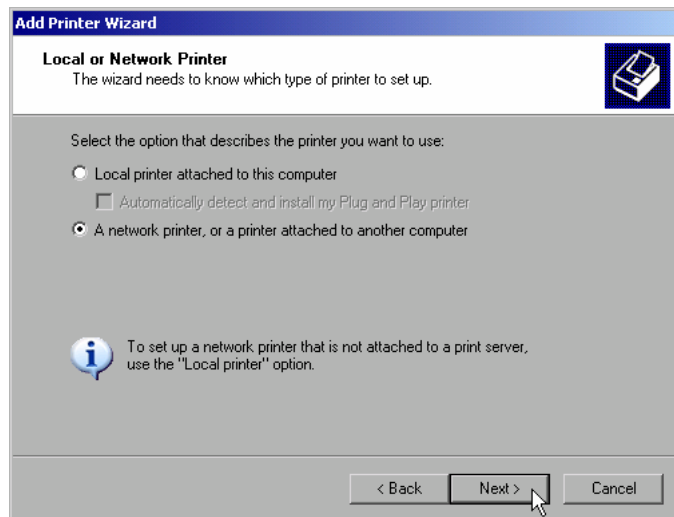 Add Printer Wizard
Local or Network Printer
The wizard needs to know which type of printer to set up.
Select the option that describes the printer you want to use:
Local printer attached to this computer
Automatically detect and install my Plug and Play printer
A network printer, or a printer attached to another computer
To set up a network printer that is not attached to a print server,
use the "Local printer" option.
< Back Next > Cancel